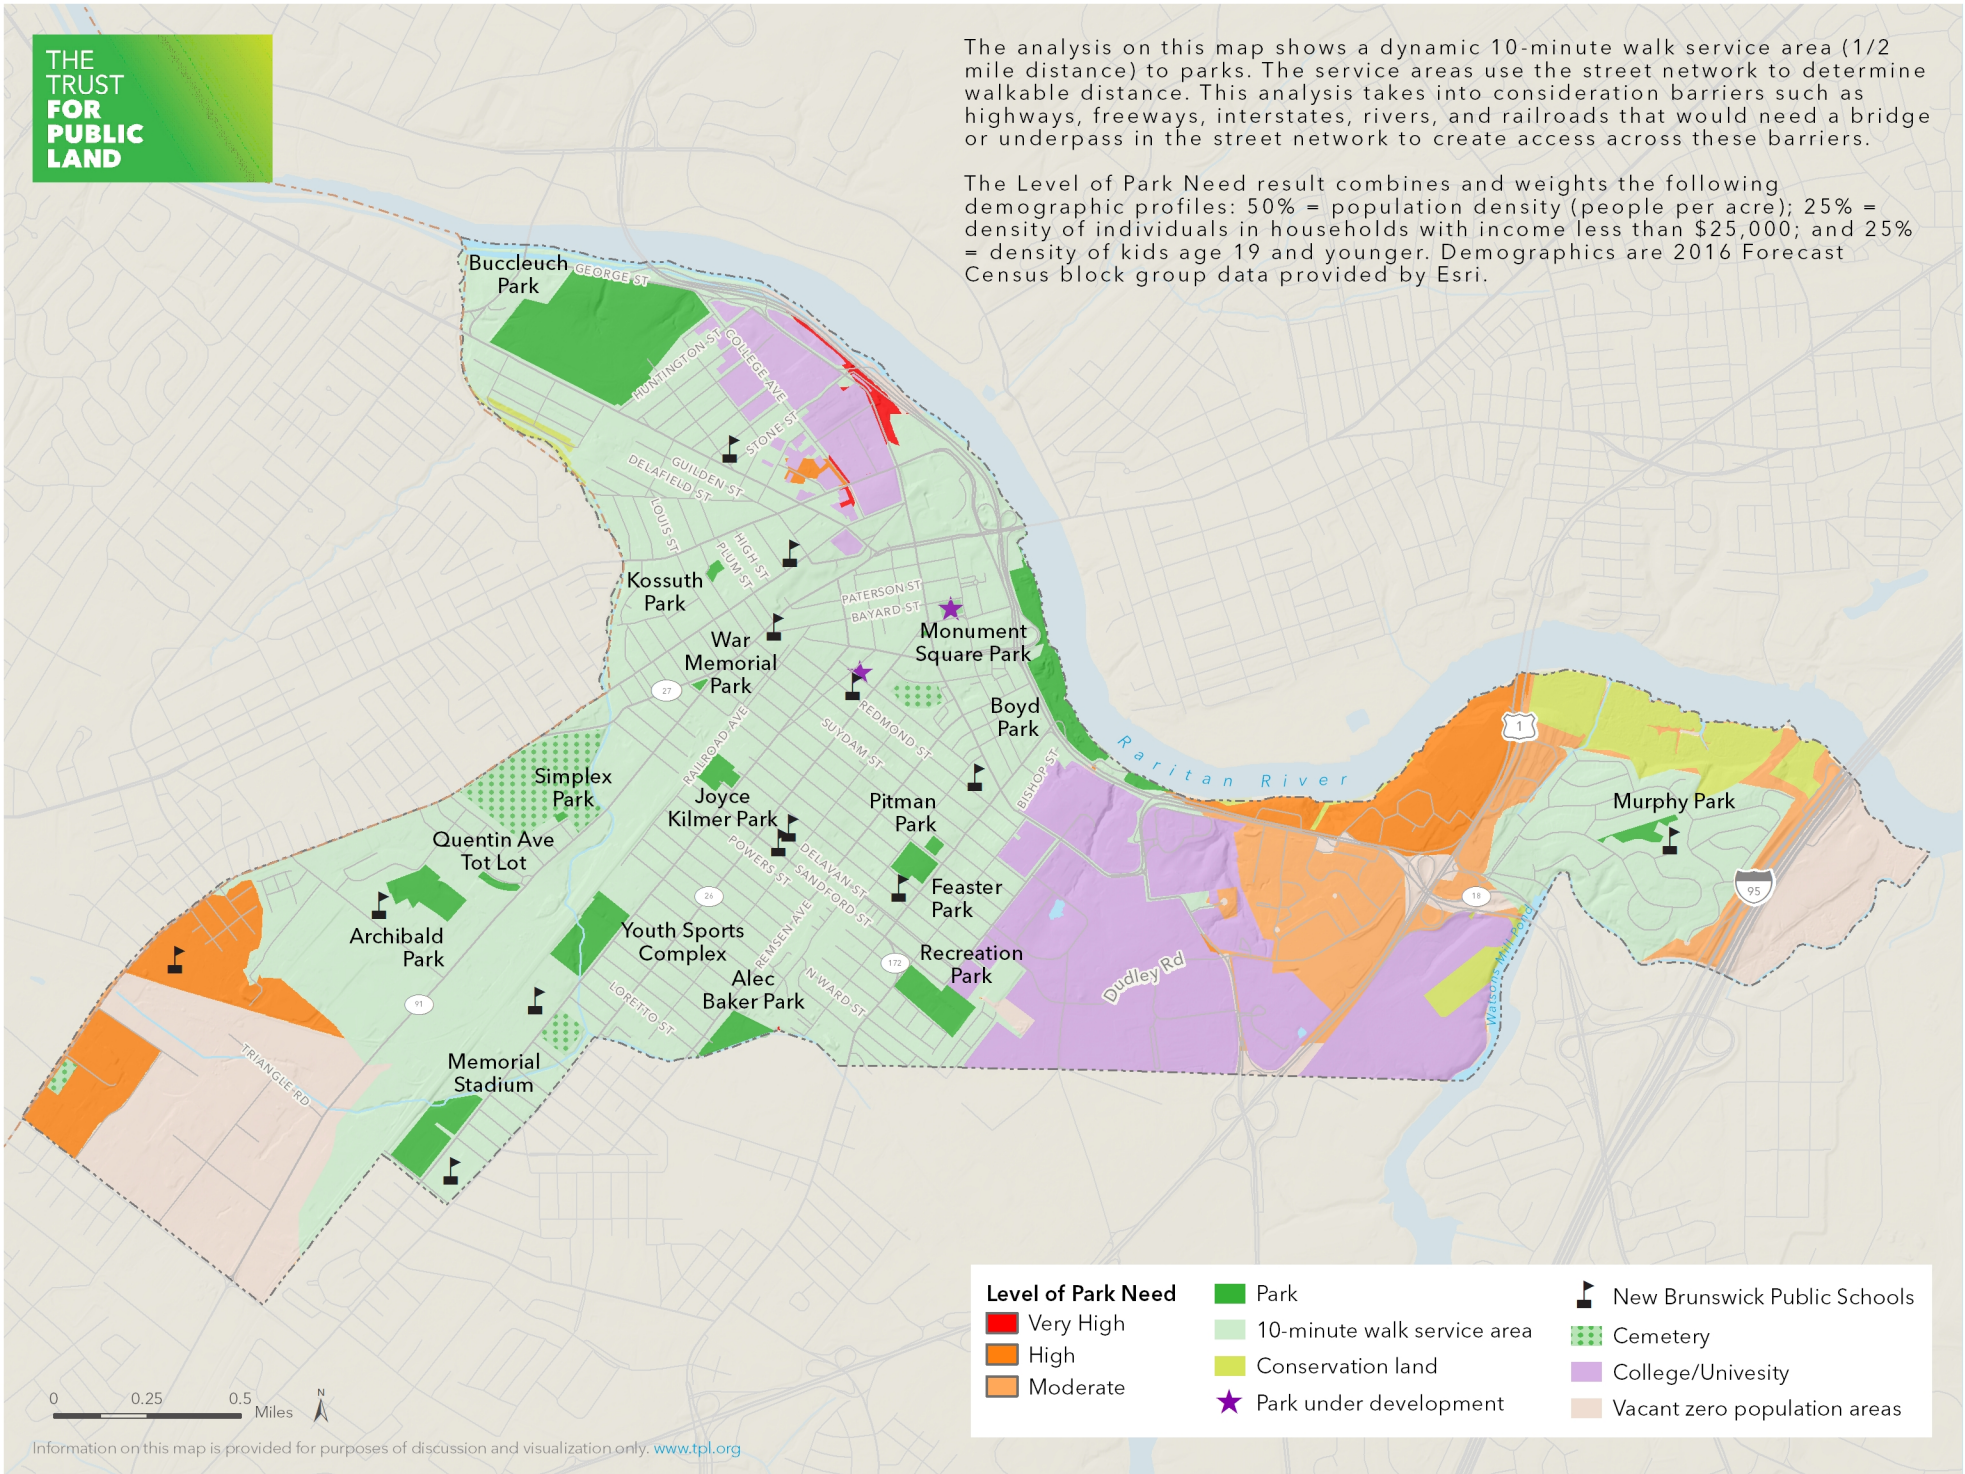 THE
TRUST
FOR
PUBLIC
LAND
The analysis on this map shows a dynamic 10-minute walk service area (1/2
mile distance) to parks. The service areas use the street network to determine
walkable distance. This analysis takes into consideration barriers such as
highways, freeways, interstates, rivers, and railroads that would need a bridge
or underpass in the street network to create access across these barriers.
The Level of Park Need result combines and weights the following
demographic profiles: 50% = population density (people per acre); 25% =
density of individuals in households with income less than $25,000; and 25%
= density of kids age 19 and younger. Demographics are 2016 Forecast
Census block group data provided by Esri.
Buccleuch
Park
GEORGE ST
HUNTINGTON ST
COLLEGE AVE
STONE ST
GUILDEN ST
DELAFIELD ST
LOUIS ST
HIGH ST
PLUM ST
Kossuth
Park
PATERSON ST
BAYARD ST
Monument
Square Park
War
Memorial
Park
27
Boyd
Park
REDMOND ST
SUYDAM ST
RAILROAD AVE
Raritan River
1
BISHOP ST
Simplex
Park
Joyce
Kilmer Park
Pitman
Park
Murphy Park
Quentin Ave
Tot Lot
POWERS ST
DELAVAN ST
SANDFORD ST
26
Feaster
Park
18
95
Archibald
Park
Youth Sports
Complex
REMSEN AVE
Recreation
Park
172
Dudley Rd
Watsons Mill Pond
Alec
Baker Park
N WARD ST
LORETTO ST
91
Memorial
Stadium
TRIANGLE RD
Level of Park Need
Very High
High
Moderate
Park
10-minute walk service area
Conservation land
Park under development
New Brunswick Public Schools
Cemetery
College/Univesity
Vacant zero population areas
0 0.25 0.5
Miles
N
Information on this map is provided for purposes of discussion and visualization only. www.tpl.org